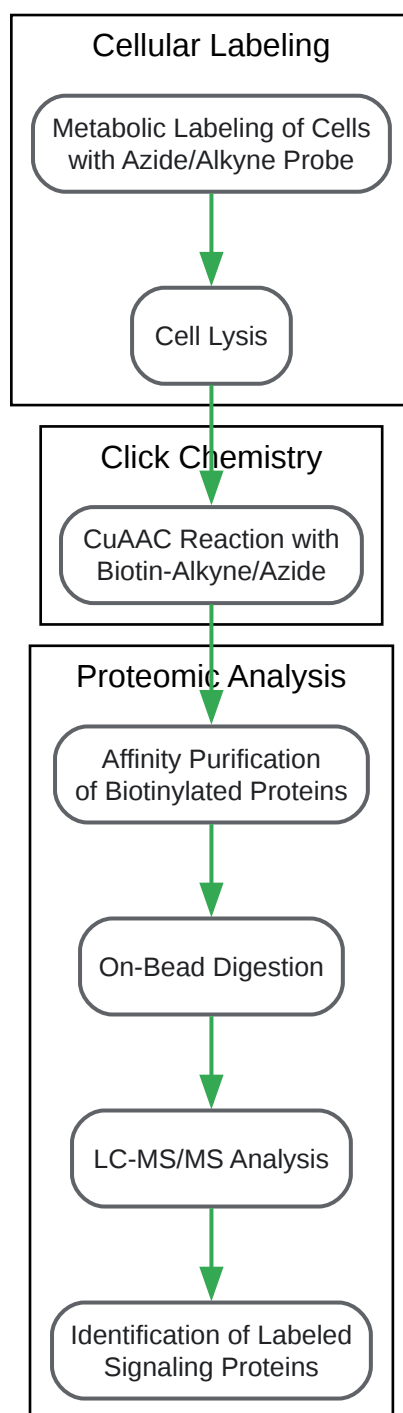 Cellular Labeling
Metabolic Labeling of Cells
with Azide/Alkyne Probe
Cell Lysis
Click Chemistry
CuAAC Reaction with
Biotin-Alkyne/Azide
Proteomic Analysis
Affinity Purification
of Biotinylated Proteins
On-Bead Digestion
LC-MS/MS Analysis
Identification of Labeled
Signaling Proteins